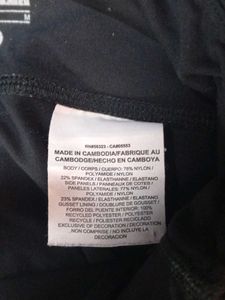 M
RN#56323 - CA#05553
MADE IN CAMBODIA/FABRIQUE AU
CAMBODGE/HECHO EN CAMBOYA
BODY / CORPS / CUERPO: 78% NYLON /
POLYAMIDE / NYLON
22% SPANDEX / ELASTHANNE / ELASTANO
SIDE PANELS / PANNEAUX DE COTES /
PANELES LATERALES: 77% NYLON /
POLYAMIDE / NYLON
23% SPANDEX / ELASTHANNE / ELASTANO
GUSSET LINING / DOUBLURE DE GOUSSET /
FORRO DEL PUENTE INTERIOR: 100%
RECYCLED POLYESTER / POLYESTER
RECYCLE / POLIESTER RECICLADO
EXCLUSIVE OF DECORATION / DECORATION
NON COMPRISE / NO INCLUYE LA
DECORACION